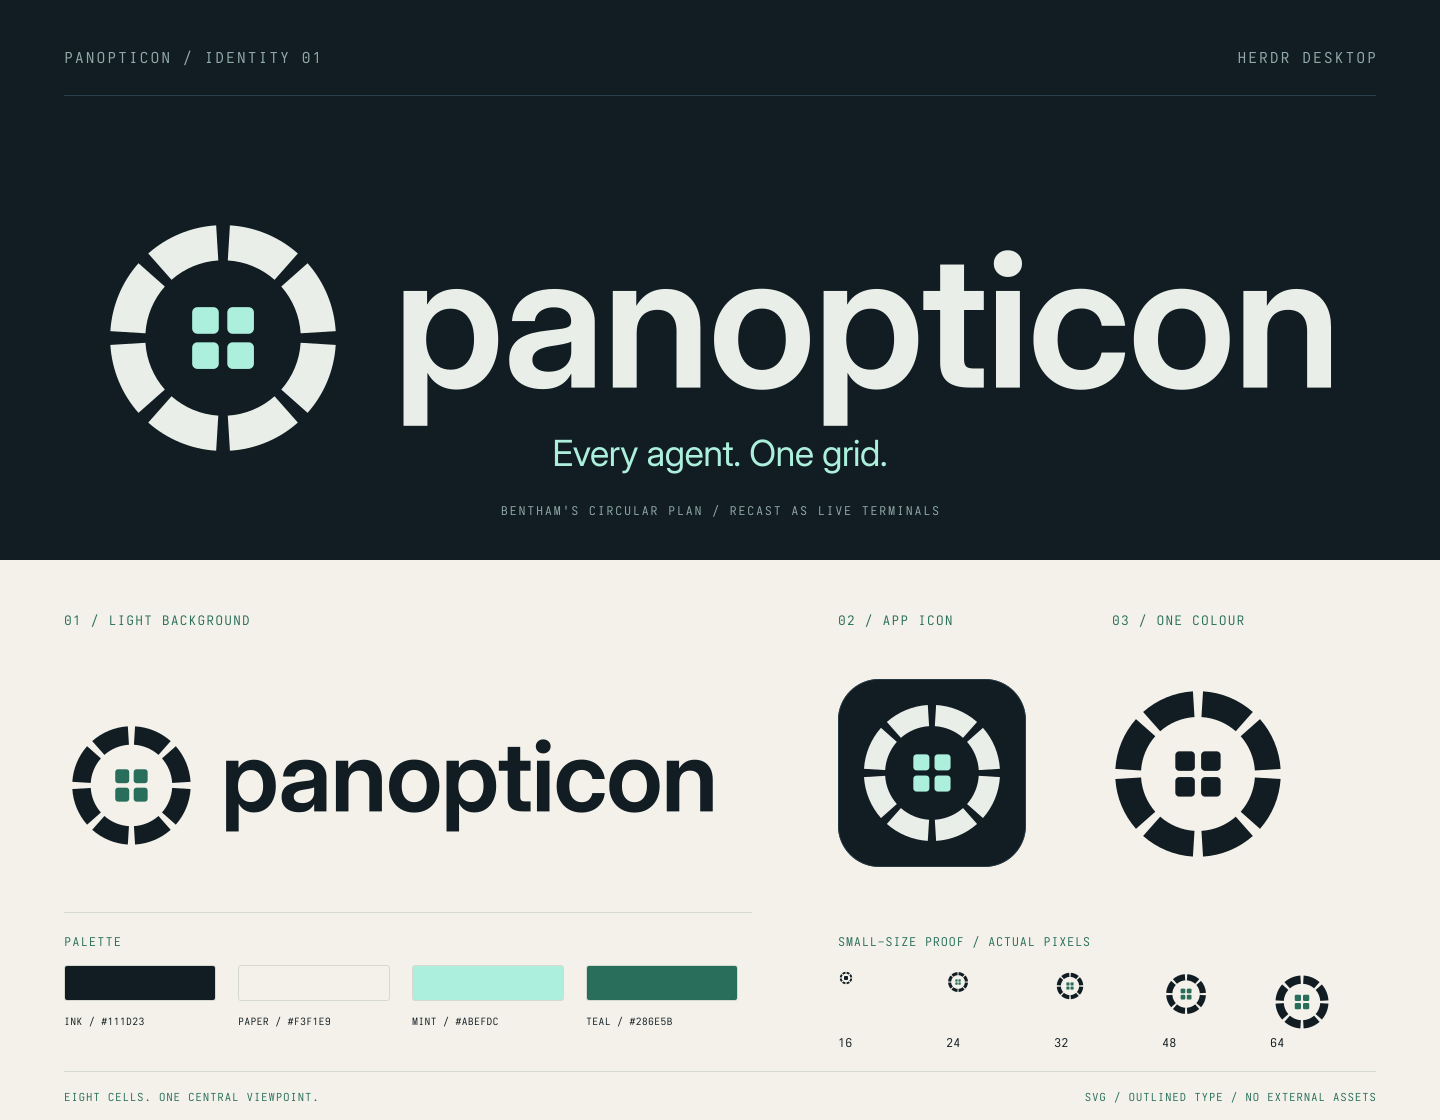 PANOPTICON / IDENTITY 01
HERDR DESKTOP
panopticon
Every agent. One grid.
BENTHAM'S CIRCULAR PLAN / RECAST AS LIVE TERMINALS
01 / LIGHT BACKGROUND
02 / APP ICON
03 / ONE COLOUR
panopticon
PALETTE
INK / #111D23
PAPER / #F3F1E9
MINT / #ABEFDC
TEAL / #286E5B
SMALL-SIZE PROOF / ACTUAL PIXELS
16
24
32
48
64
EIGHT CELLS. ONE CENTRAL VIEWPOINT.
SVG / OUTLINED TYPE / NO EXTERNAL ASSETS